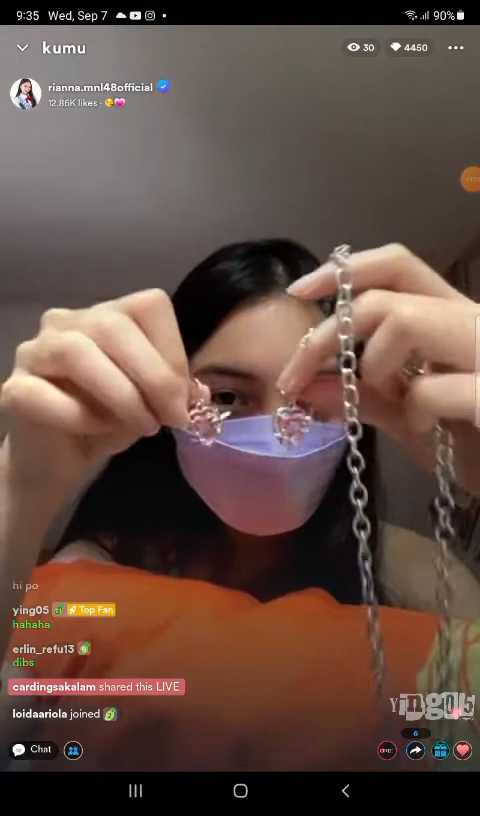 9:35 Wed, Sep 7
90%
kumu
30
4450
rianna.mnl48official
12.86K likes
hi po
ying05 Top Fan
hahaha
erlin_refu13
dibs
cardingsakalam shared this LIVE
loidaariola joined
Yingo5
6
Chat